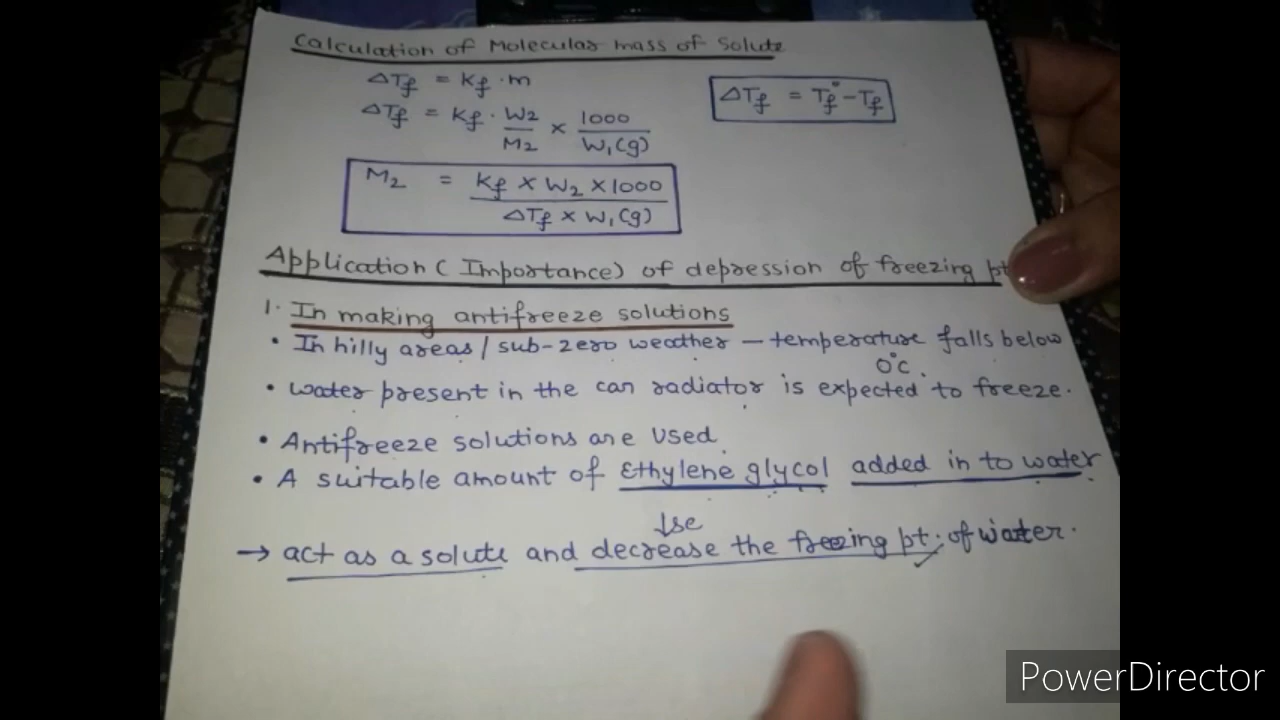 Calculation of Molecular mass of Solute
ΔTf = Kf · m
ΔTf = Tf° - Tf
ΔTf = Kf · W2/M2 × 1000/W1(g)
M2 = Kf × W2 × 1000 / ΔTf × W1(g)
Application (Importance) of depression of freezing pt
1. In making antifreeze solutions
• In hilly areas / sub-zero weather — temperature falls below
0°C.
• Water present in the car radiator is expected to freeze.
• Antifreeze solutions are used.
• A suitable amount of Ethylene glycol added in to water
↓se
→ act as a solute and decrease the freezing pt. of water.
PowerDirector